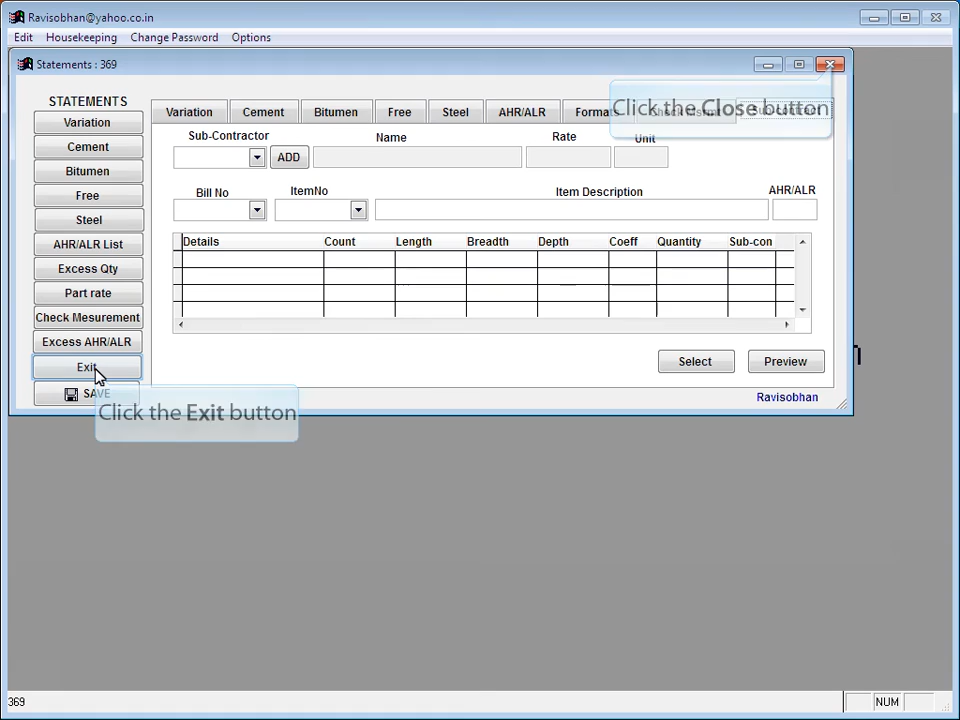 Ravisobhan@yahoo.co.in
Edit Housekeeping Change Password Options
Statements : 369
STATEMENTS
Variation
Cement
Bitumen
Free
Steel
AHR/ALR List
Excess Qty
Part rate
Check Mesurement
Excess AHR/ALR
Exit
SAVE
Variation Cement Bitumen Free Steel AHR/ALR
Click the Close button
Sub-Contractor Name Rate Unit
ADD
Bill No ItemNo Item Description AHR/ALR
Details Count Length Breadth Depth Coeff Quantity Sub-con
Select Preview
Ravisobhan
Click the Exit button
369 NUM